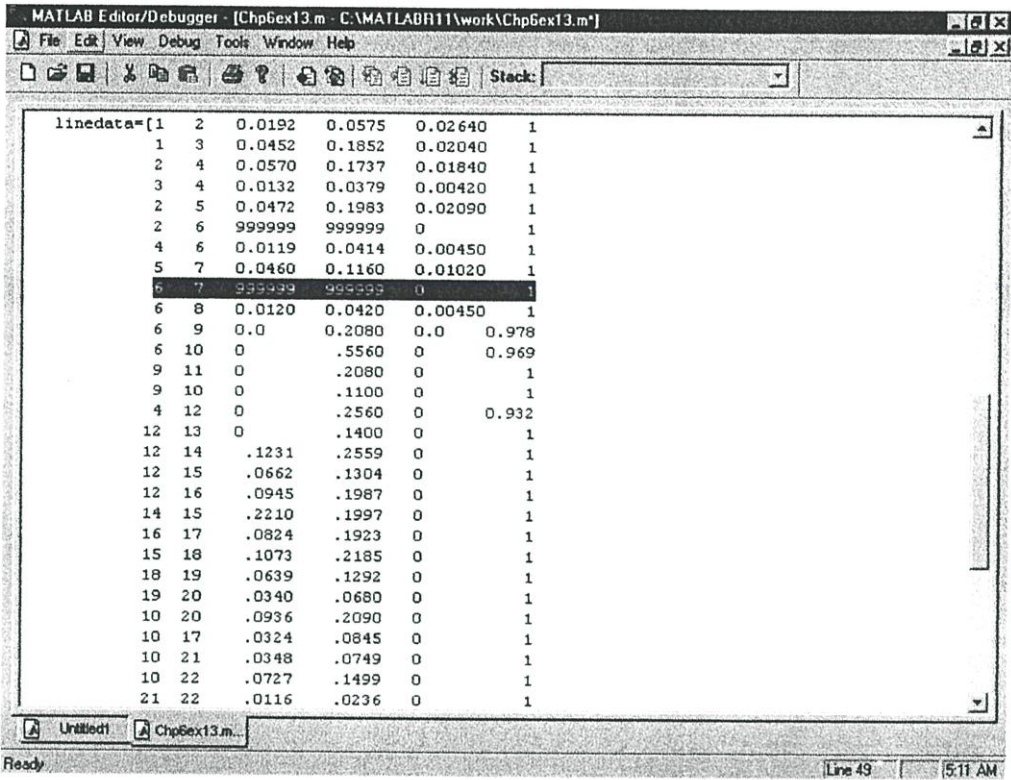 MATLAB Editor/Debugger - [Chp6ex13.m - C:\MATLABR11\work\Chp6ex13.m*]
File Edit View Debug Tools Window Help
Stack:
linedata=[1 2 0.0192 0.0575 0.02640 1
1 3 0.0452 0.1852 0.02040 1
2 4 0.0570 0.1737 0.01840 1
3 4 0.0132 0.0379 0.00420 1
2 5 0.0472 0.1983 0.02090 1
2 6 999999 999999 0 1
4 6 0.0119 0.0414 0.00450 1
5 7 0.0460 0.1160 0.01020 1
6 7 999999 999999 0 1
6 8 0.0120 0.0420 0.00450 1
6 9 0.0 0.2080 0.0 0.978
6 10 0 .5560 0 0.969
9 11 0 .2080 0 1
9 10 0 .1100 0 1
4 12 0 .2560 0 0.932
12 13 0 .1400 0 1
12 14 .1231 .2559 0 1
12 15 .0662 .1304 0 1
12 16 .0945 .1987 0 1
14 15 .2210 .1997 0 1
16 17 .0824 .1923 0 1
15 18 .1073 .2185 0 1
18 19 .0639 .1292 0 1
19 20 .0340 .0680 0 1
10 20 .0936 .2090 0 1
10 17 .0324 .0845 0 1
10 21 .0348 .0749 0 1
10 22 .0727 .1499 0 1
21 22 .0116 .0236 0 1
Untitled1 Chp6ex13.m...
Ready Line 49 5:11 AM